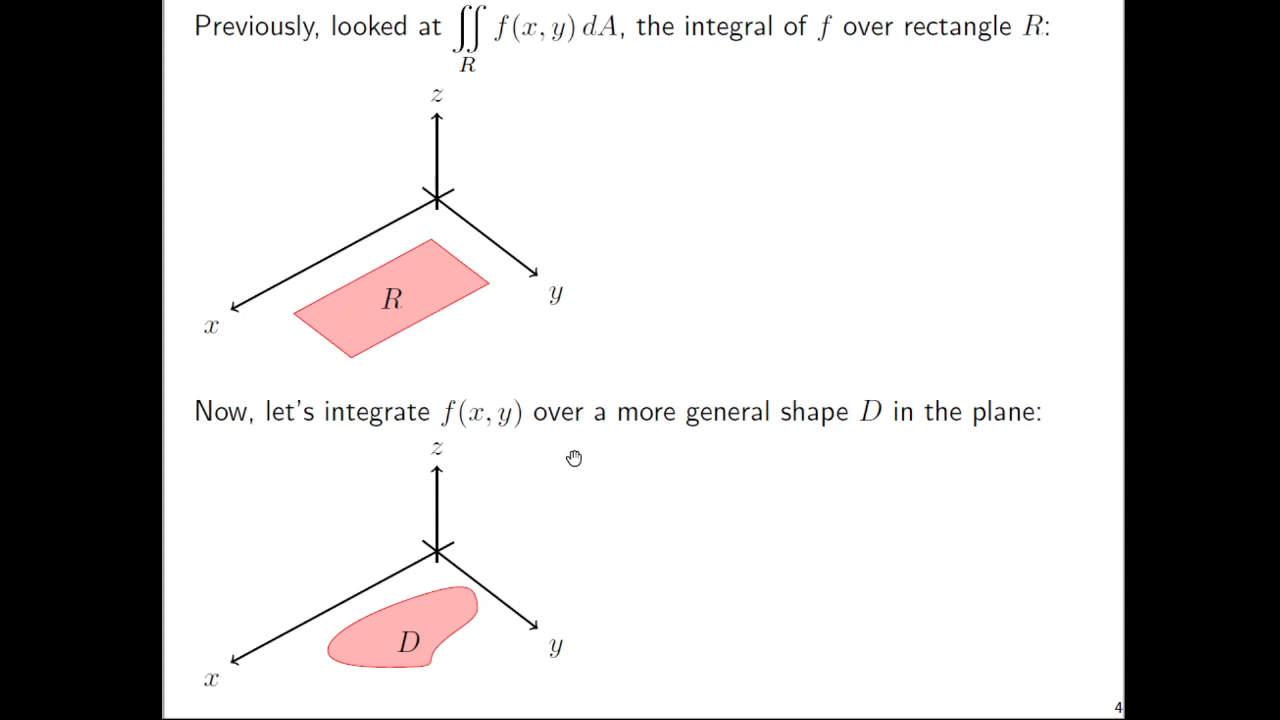 Previously, looked at ∬ f(x, y) dA, the integral of f over rectangle R:
R
z
R
y
x
Now, let's integrate f(x, y) over a more general shape D in the plane:
z
D
y
x
4